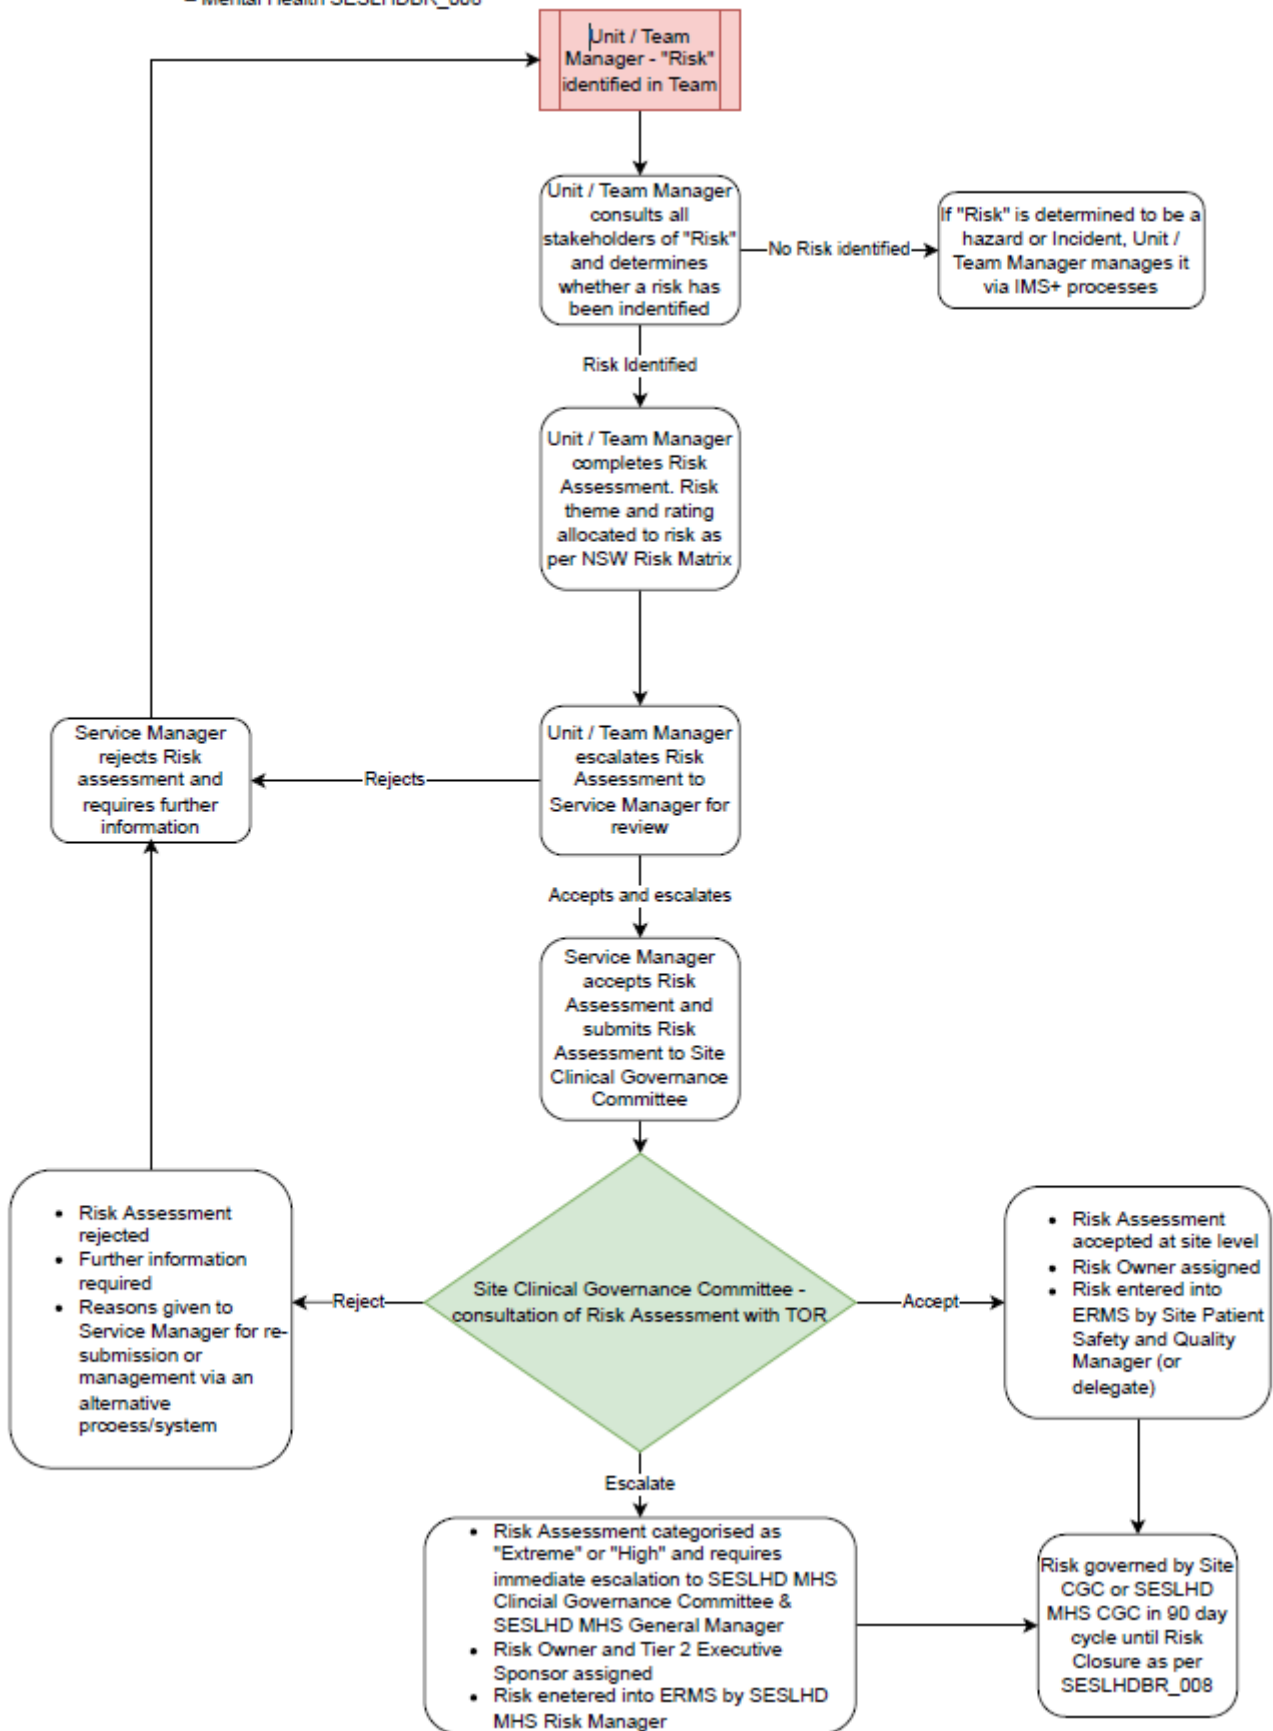 – Mental Health SESLHDBR_008
Unit / Team
Manager - "Risk"
identified in Team
Unit / Team Manager
consults all
stakeholders of "Risk"
and determines
whether a risk has
been indentified
No Risk identified
If "Risk" is determined to be a
hazard or Incident, Unit /
Team Manager manages it
via IMS+ processes
Risk Identified
Unit / Team Manager
completes Risk
Assessment. Risk
theme and rating
allocated to risk as
per NSW Risk Matrix
Service Manager
rejects Risk
assessment and
requires further
information
Rejects
Unit / Team Manager
escalates Risk
Assessment to
Service Manager for
review
Accepts and escalates
Service Manager
accepts Risk
Assessment and
submits Risk
Assessment to Site
Clinical Governance
Committee
• Risk Assessment
rejected
• Further information
required
• Reasons given to
Service Manager for re-
submission or
management via an
alternative
prcoess/system
Reject
Site Clinical Governance Committee -
consultation of Risk Assessment with TOR
Accept
• Risk Assessment
accepted at site level
• Risk Owner assigned
• Risk entered into
ERMS by Site Patient
Safety and Quality
Manager (or
delegate)
Escalate
• Risk Assessment categorised as
"Extreme" or "High" and requires
immediate escalation to SESLHD MHS
Clincial Governance Committee &
SESLHD MHS General Manager
• Risk Owner and Tier 2 Executive
Sponsor assigned
• Risk enetered into ERMS by SESLHD
MHS Risk Manager
Risk governed by Site
CGC or SESLHD
MHS CGC in 90 day
cycle until Risk
Closure as per
SESLHDBR_008